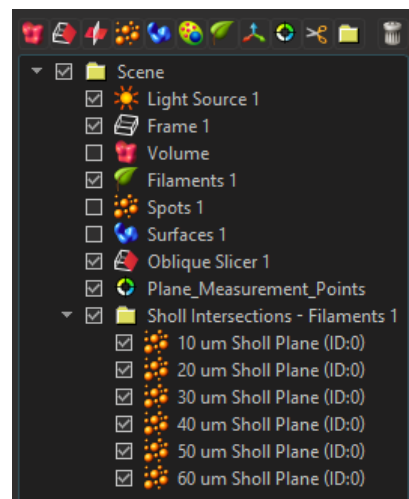 Scene
Light Source 1
Frame 1
Volume
Filaments 1
Spots 1
Surfaces 1
Oblique Slicer 1
Plane_Measurement_Points
Sholl Intersections - Filaments 1
10 um Sholl Plane (ID:0)
20 um Sholl Plane (ID:0)
30 um Sholl Plane (ID:0)
40 um Sholl Plane (ID:0)
50 um Sholl Plane (ID:0)
60 um Sholl Plane (ID:0)